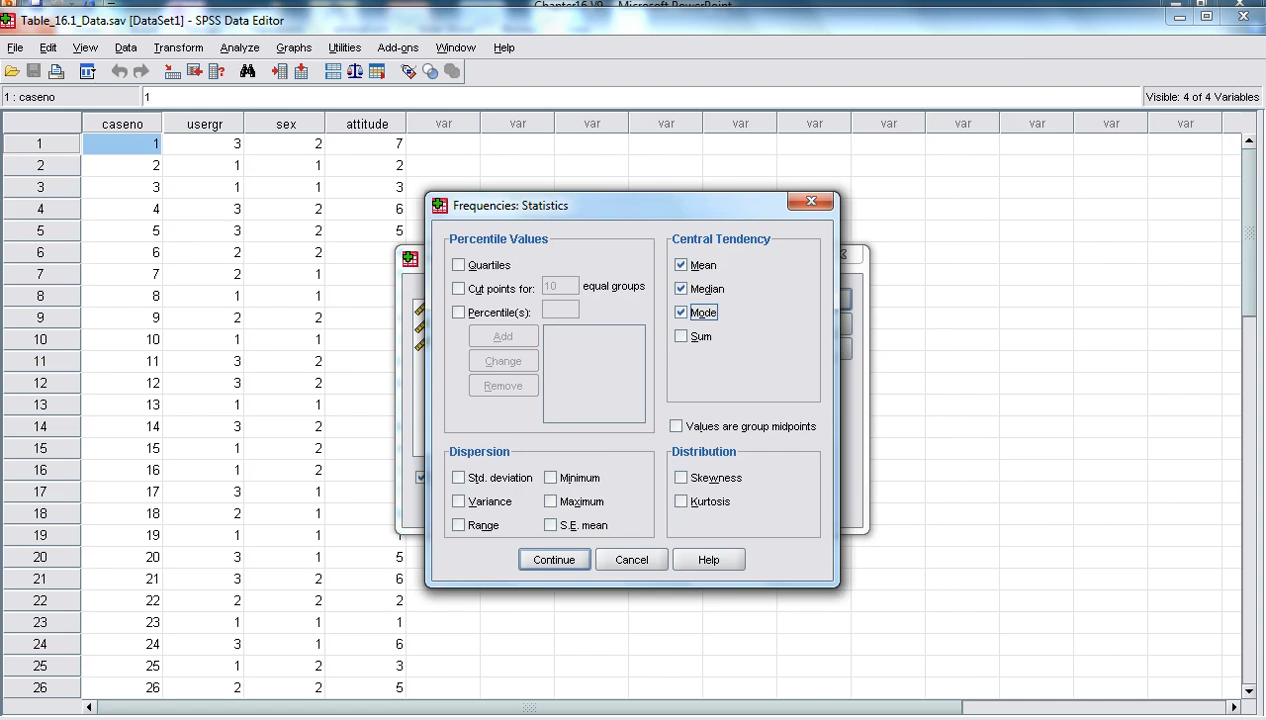 Chapter16 V9 - Microsoft PowerPoint
Table_16.1_Data.sav [DataSet1] - SPSS Data Editor
File Edit View Data Transform Analyze Graphs Utilities Add-ons Window Help
1 : caseno 1 Visible: 4 of 4 Variables
caseno usergr sex attitude var var var var var var var var var var var
1 1 3 2 7
2 2 1 1 2
3 3 1 1 3
4 4 3 2 6
5 5 3 2 5
6 6 2 2
7 7 2 1
8 8 1 1
9 9 2 2
10 10 1 1
11 11 3 2
12 12 3 2
13 13 1 1
14 14 3 2
15 15 1 2
16 16 1 2
17 17 3 1
18 18 2 1
19 19 1 1
20 20 3 1 5
21 21 3 2 6
22 22 2 2 2
23 23 1 1 1
24 24 3 1 6
25 25 1 2 3
26 26 2 2 5
Frequencies: Statistics
Percentile Values
Quartiles
Cut points for: 10 equal groups
Percentile(s):
Add
Change
Remove
Central Tendency
Mean
Median
Mode
Sum
Values are group midpoints
Dispersion
Std. deviation Minimum
Variance Maximum
Range S.E. mean
Distribution
Skewness
Kurtosis
Continue Cancel Help